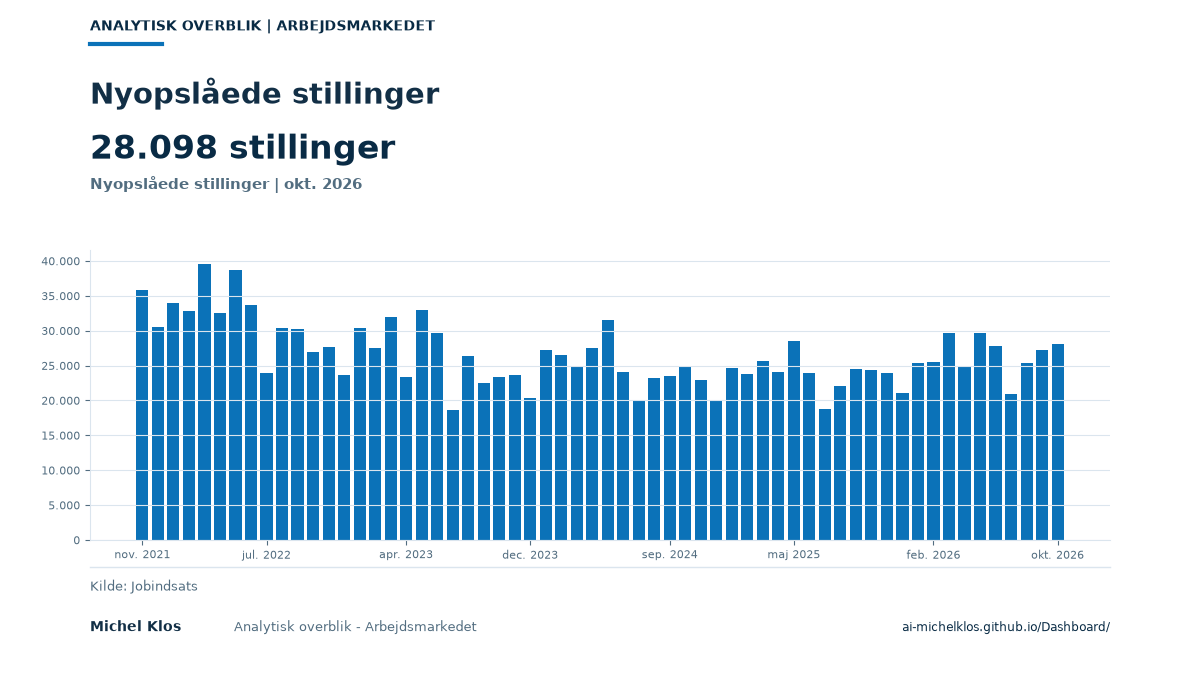 ANALYTISK OVERBLIK | ARBEJDSMARKEDET
Nyopslåede stillinger
28.098 stillinger
Nyopslåede stillinger | okt. 2026
40.000
35.000
30.000
25.000
20.000
15.000
10.000
5.000
0
nov. 2021 jul. 2022 apr. 2023 dec. 2023 sep. 2024 maj 2025 feb. 2026 okt. 2026
Kilde: Jobindsats
Michel Klos Analytisk overblik - Arbejdsmarkedet ai-michelklos.github.io/Dashboard/